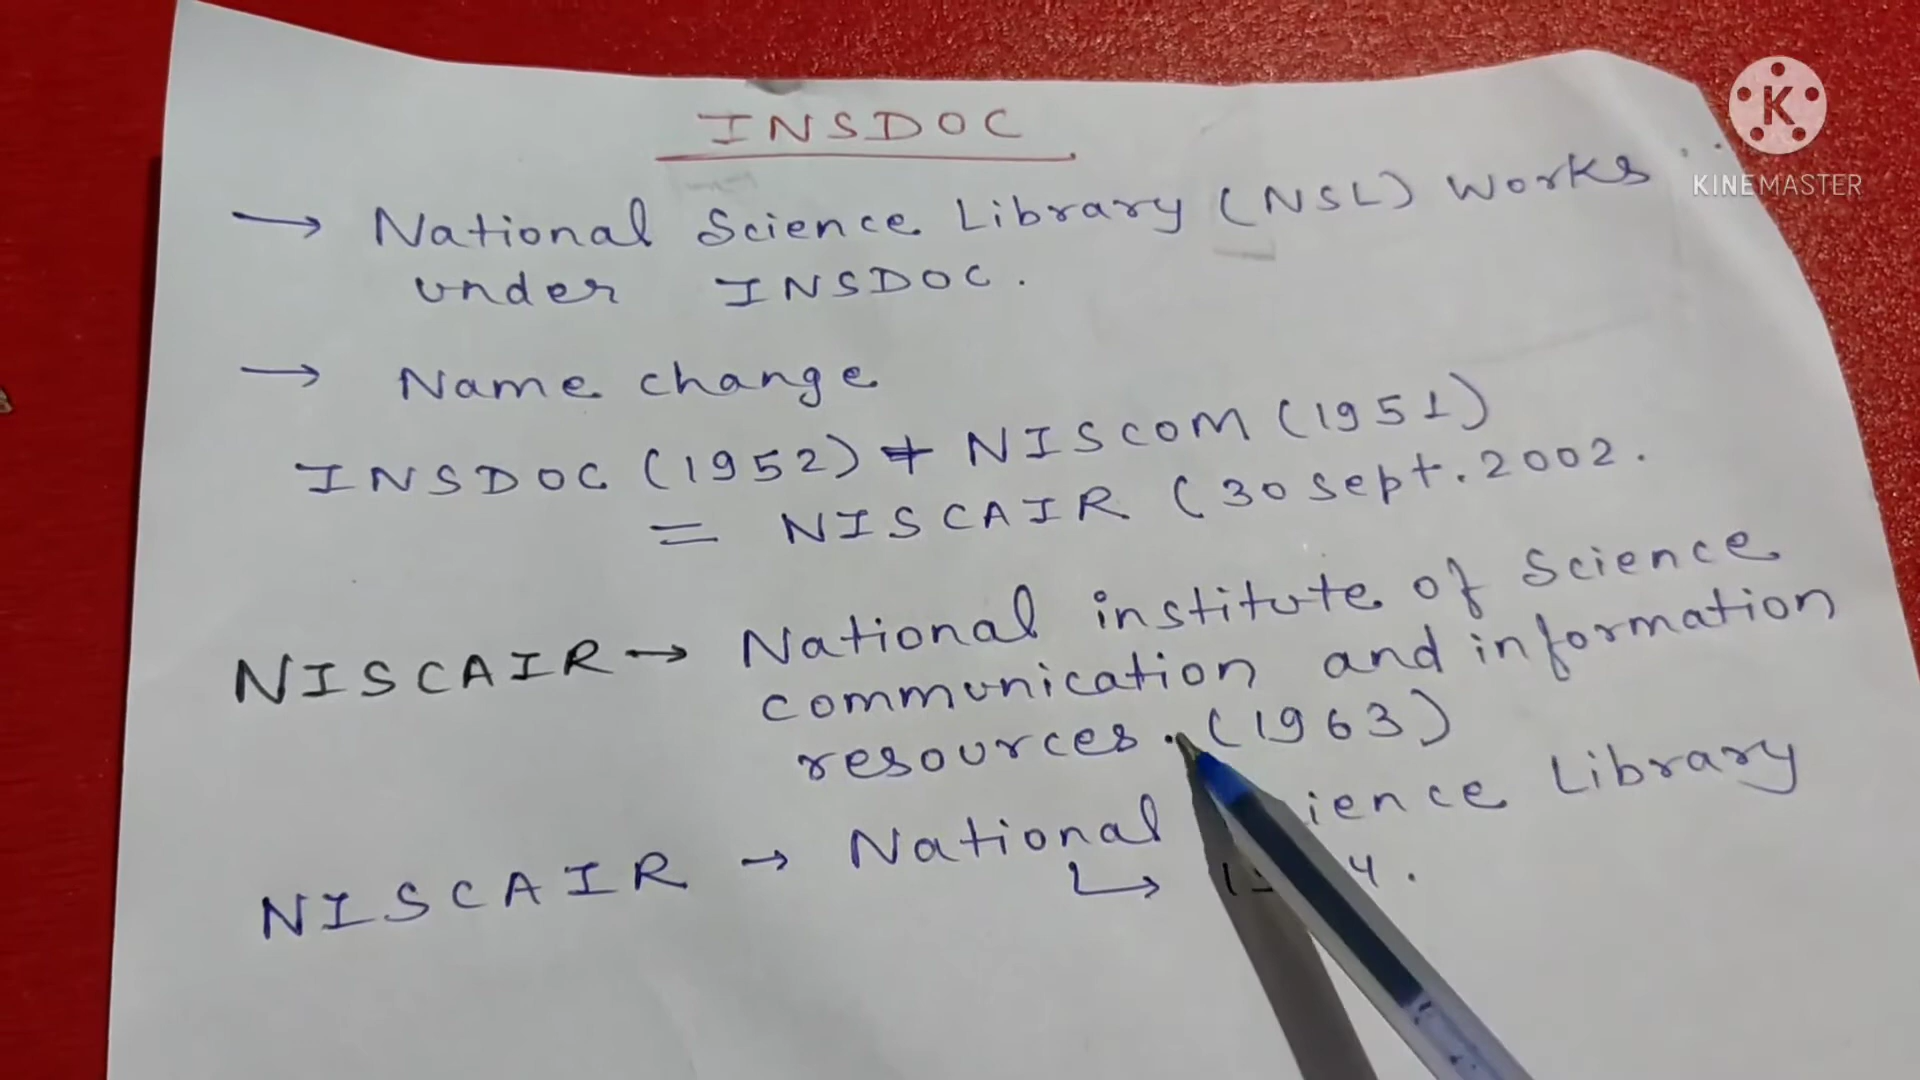 INSDOC
→ National Science Library (NSL) Works
under INSDOC.
→ Name change
INSDOC (1952) + NISCOM (1951)
= NISCAIR (30 Sept. 2002.
NISCAIR → National institute of Science
communication and information
resources. (1963)
NISCAIR → National Library
K
KINEMASTER